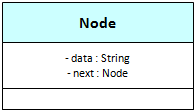 Node
- data : String
- next : Node